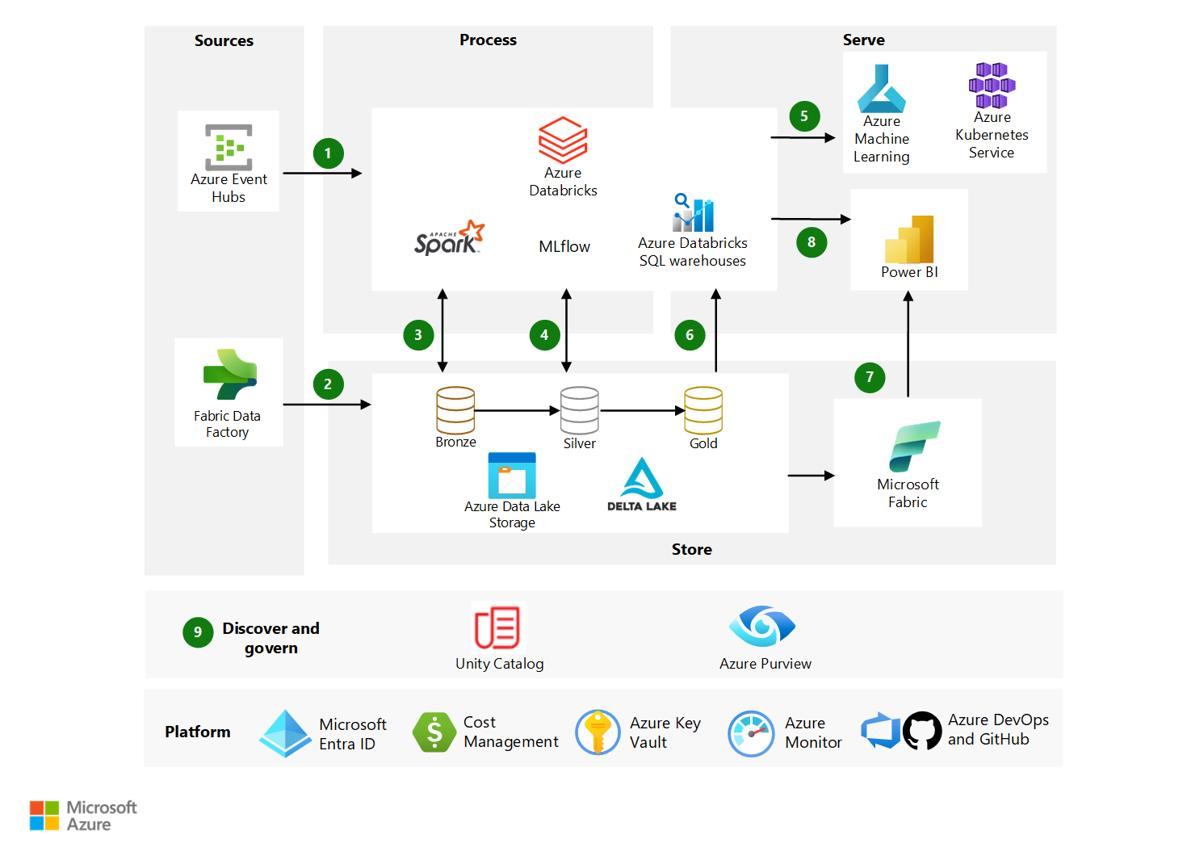 Sources
Process
Serve
Azure Event
Hubs
1
Azure
Databricks
APACHE
Spark™
MLflow
Azure Databricks
SQL warehouses
5
Azure
Machine
Learning
Azure
Kubernetes
Service
8
Power BI
3
4
6
7
Fabric Data
Factory
2
Bronze
Silver
Gold
Azure Data Lake
Storage
DELTA LAKE
Microsoft
Fabric
Store
9
Discover and
govern
Unity Catalog
Azure Purview
Platform
Microsoft
Entra ID
$
Cost
Management
Azure Key
Vault
Azure
Monitor
Azure DevOps
and GitHub
Microsoft
Azure